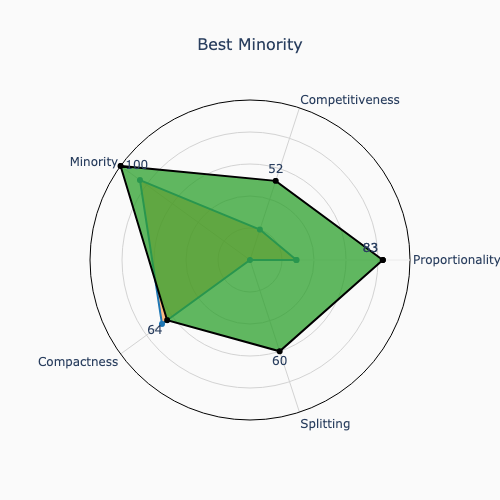 Best Minority
Competitiveness
Minority
100
52
83
Proportionality
64
Compactness
60
Splitting